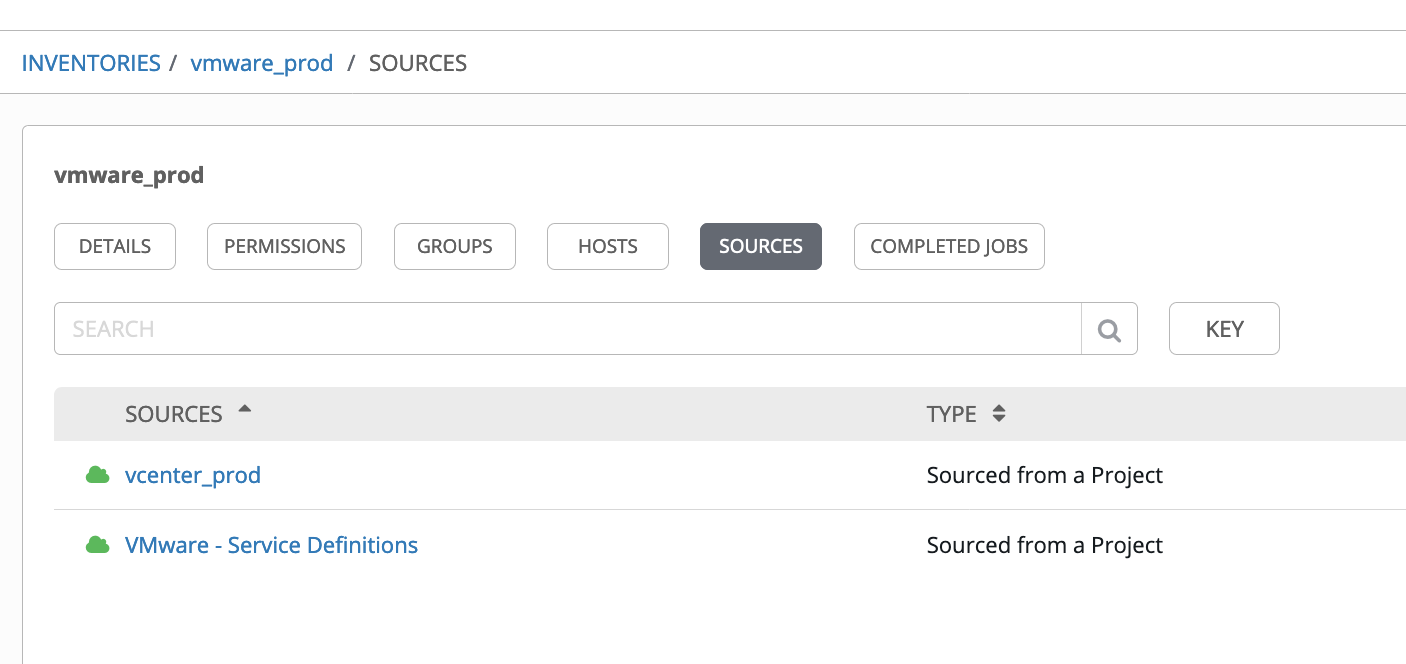 INVENTORIES / vmware_prod / SOURCES
vmware_prod
DETAILS PERMISSIONS GROUPS HOSTS SOURCES COMPLETED JOBS
SEARCH KEY
SOURCES TYPE
vcenter_prod Sourced from a Project
VMware - Service Definitions Sourced from a Project